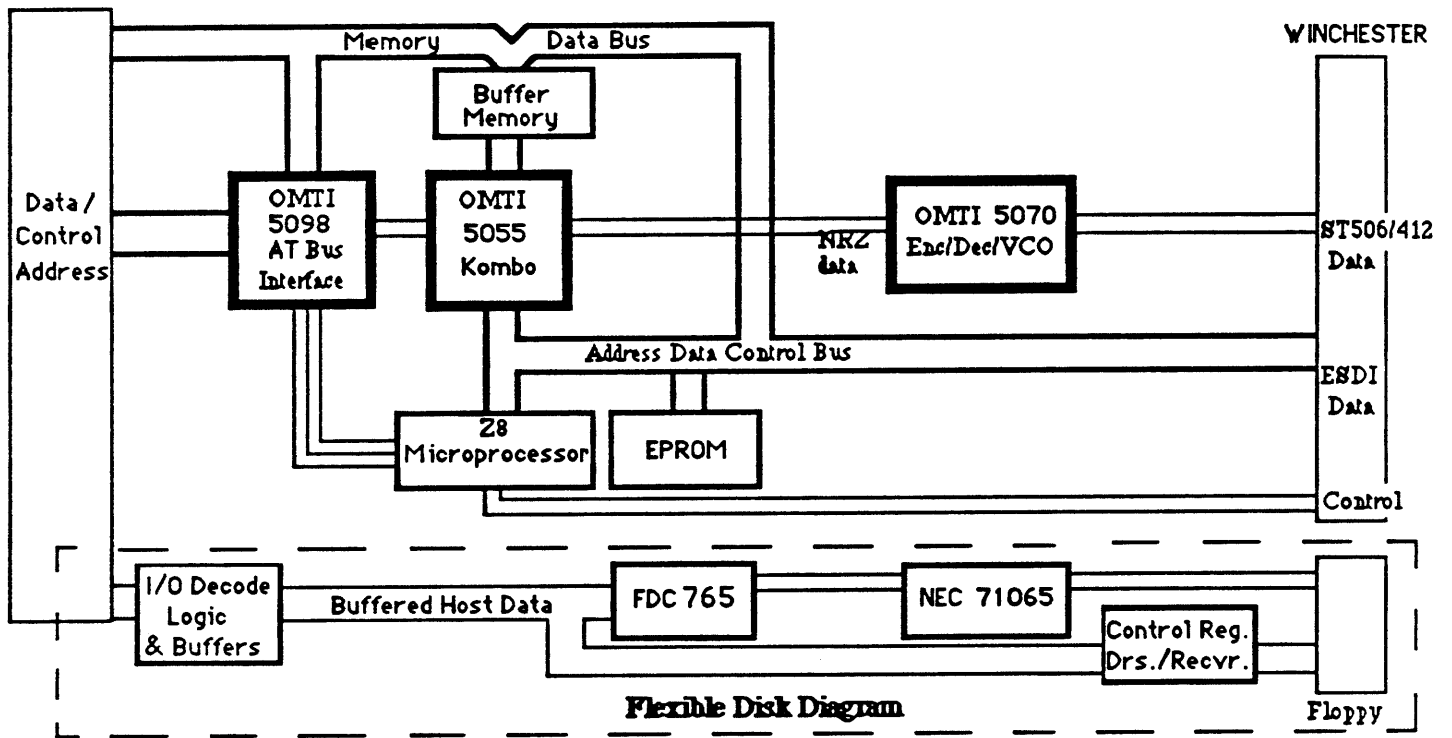 WINCHESTER
Memory Data Bus
Buffer
Memory
Data /
Control
Address
OMTI
5098
AT Bus
Interface
OMTI
5055
Kombo
NRZ
data
OMTI 5070
Enc/Dec/VCO
ST506/412
Data
Address Data Control Bus
ESDI
Data
Z8
Microprocessor
EPROM
Control
I/O Decode
Logic
& Buffers
Buffered Host Data
FDC 765
NEC 71065
Control Reg.
Drs./Recvr.
Flexible Disk Diagram
Floppy